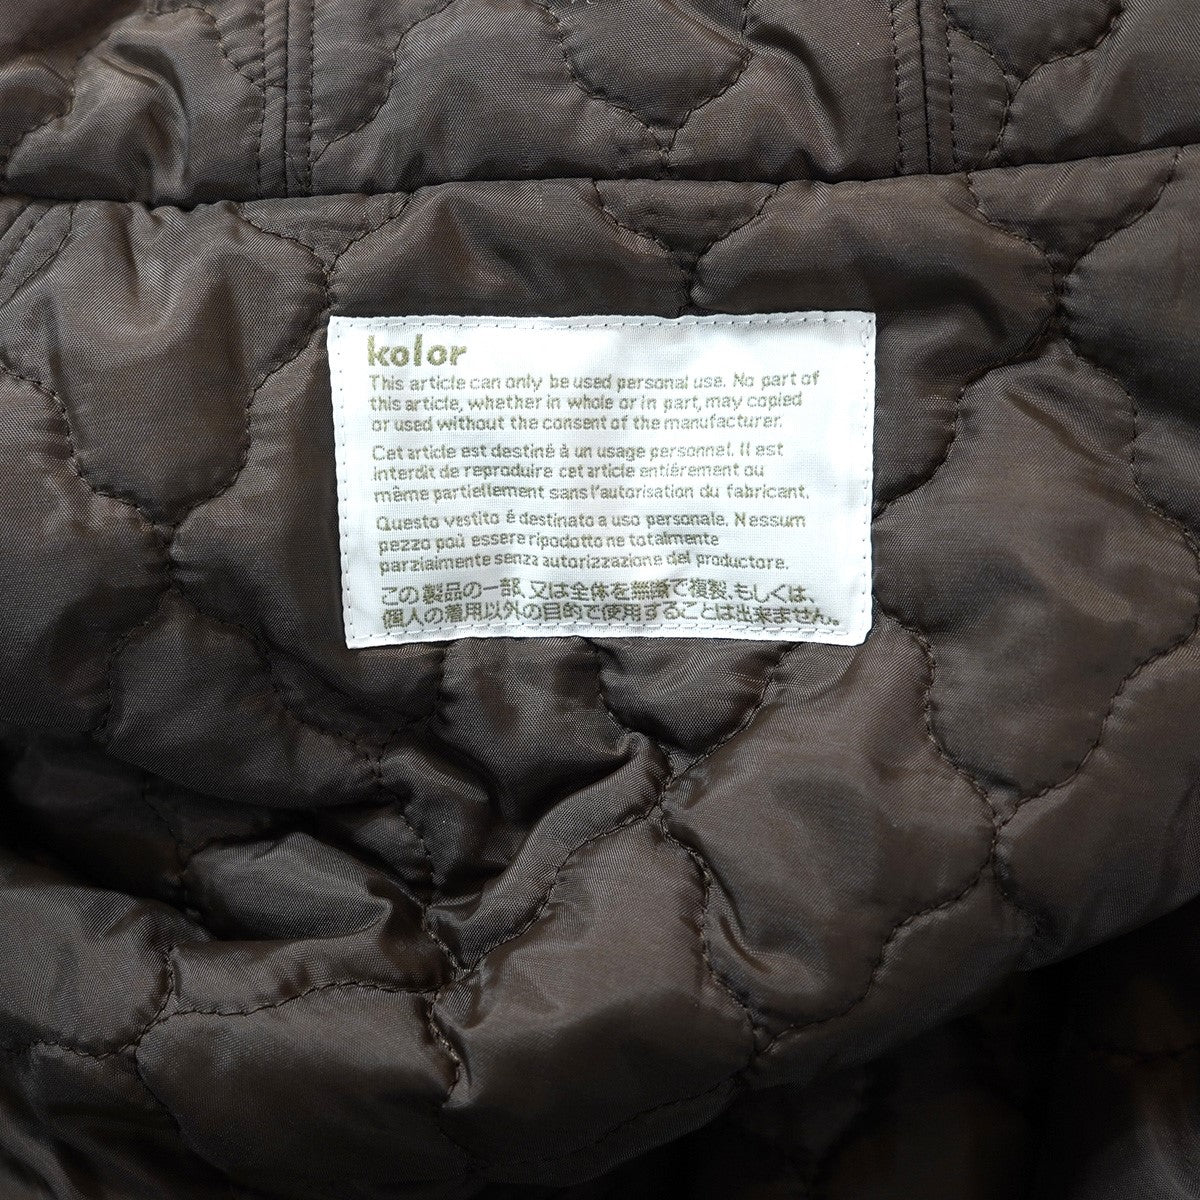 kolor
This article can only be used personal use. No part of
this article, whether in whole or in part, may copied
or used without the consent of the manufacturer.
Cet article est destiné à un usage personnel. Il est
interdit de reproduire cet article entiérement ou
même partiellement sans l'autorisation du fabricant.
Questo vestito é destinato a uso personale. Nessum
pezzo poù essere ripodotto ne totalmente
parzialmente senza autorizzazione del productore.
この製品の一部、又は全体を無識で複製、もしくは、
個人の着用以外の目的で使用することは出来ません。